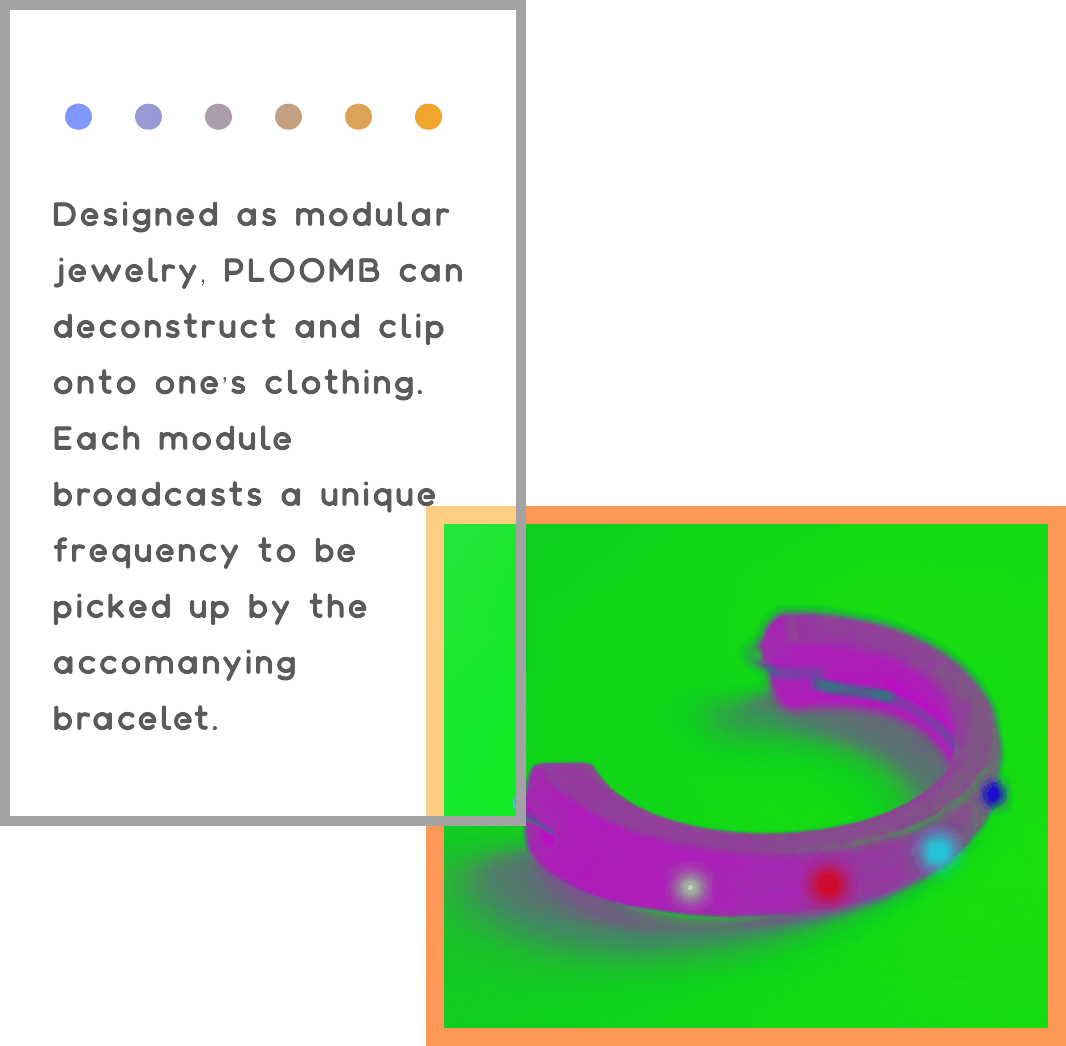 Designed as modular
jewelry, PLOOMB can
deconstruct and clip
onto one's clothing.
Each module
broadcasts a unique
frequency to be
picked up by the
accomanying
bracelet.